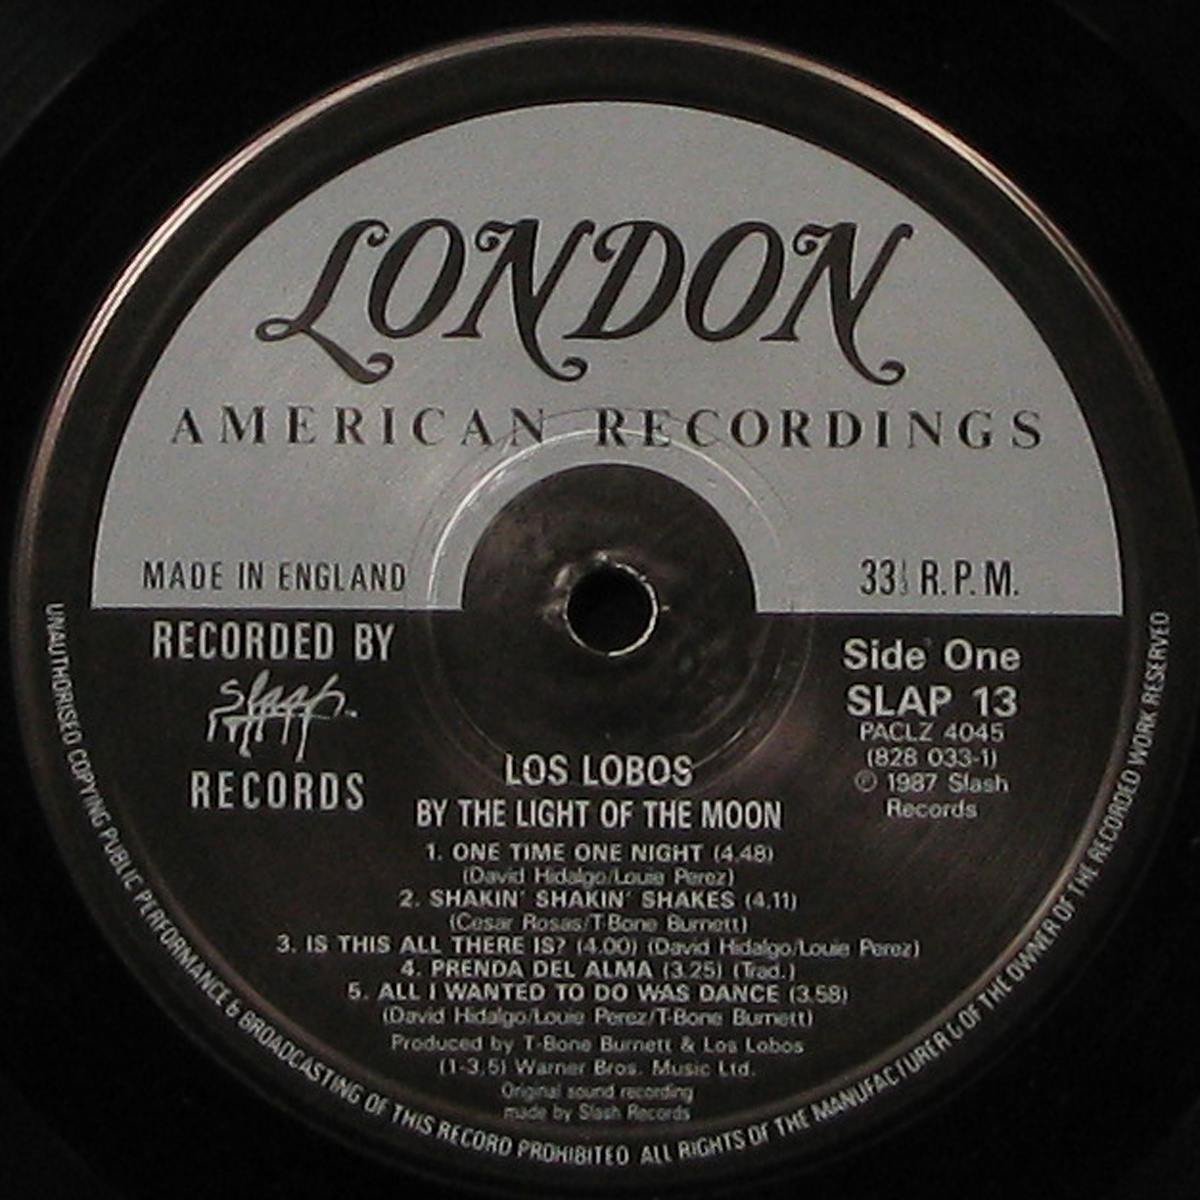 LONDON
AMERICAN RECORDINGS
MADE IN ENGLAND
33⅓ R.P.M.
RECORDED BY
slash
RECORDS
Side One
SLAP 13
PACLZ 4045
(828 033-1)
℗ 1987 Slash
Records
LOS LOBOS
BY THE LIGHT OF THE MOON
1. ONE TIME ONE NIGHT (4.48)
(David Hidalgo/Louie Perez)
2. SHAKIN' SHAKIN' SHAKES (4.11)
(Cesar Rosas/T-Bone Burnett)
3. IS THIS ALL THERE IS? (4.00) (David Hidalgo/Louie Perez)
4. PRENDA DEL ALMA (3.25) (Trad.)
5. ALL I WANTED TO DO WAS DANCE (3.58)
(David Hidalgo/Louie Perez/T-Bone Burnett)
Produced by T-Bone Burnett & Los Lobos
(1-3,5) Warner Bros. Music Ltd.
Original sound recording
made by Slash Records
UNAUTHORISED COPYING PUBLIC PERFORMANCE & BROADCASTING OF THIS RECORD PROHIBITED ALL RIGHTS OF THE MANUFACTURER & OF THE OWNER OF THE RECORDED WORK RESERVED